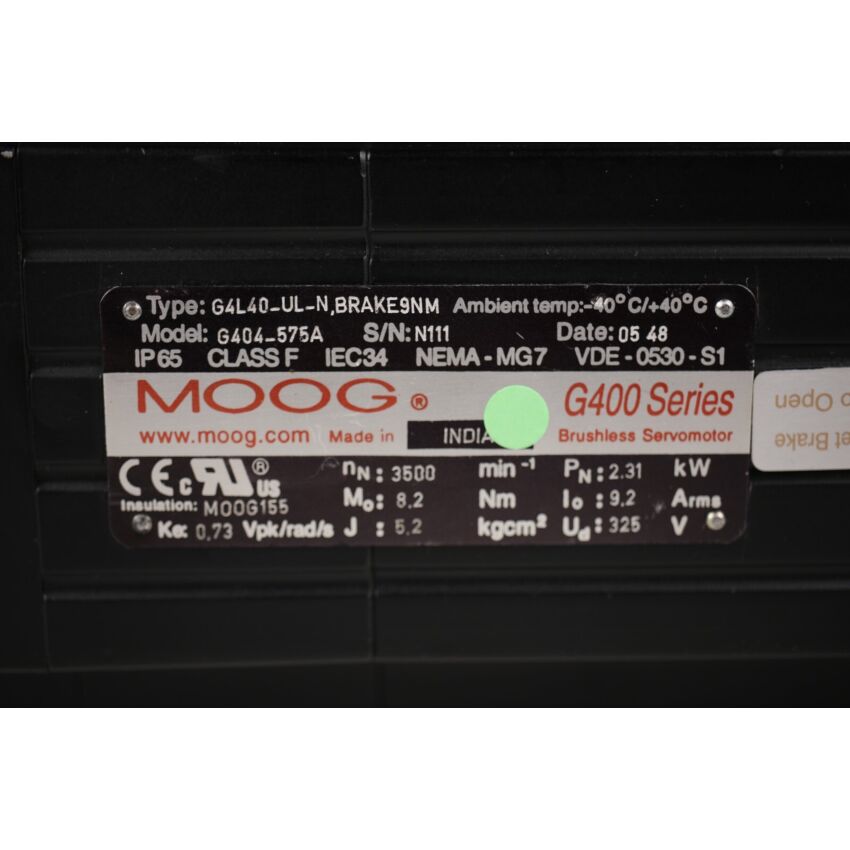 Type: G4L40-UL-N,BRAKE9NM Ambient temp:-40°C/+40°C
Model: G404-575A S/N: N111 Date: 05 48
IP65 CLASS F IEC34 NEMA-MG7 VDE-0530-S1
MOOG ® G400 Series
www.moog.com Made in INDIA Brushless Servomotor
CE c RU ® US nN: 3500 min⁻¹ PN: 2.31 kW
Insulation: MOOG155 Mo: 8.2 Nm Io: 9.2 Arms
Ke: 0,73 Vpk/rad/s J : 5.2 kgcm² Ud: 325 V
Open
Brake